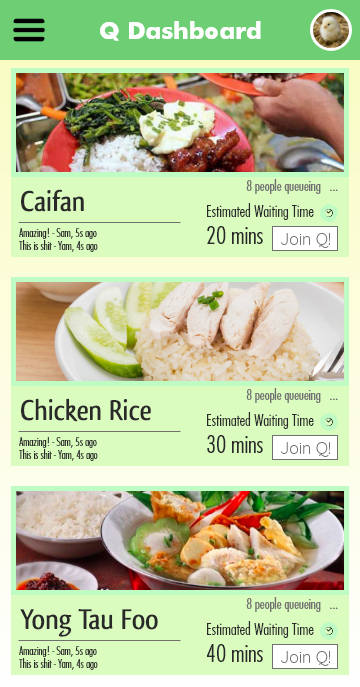 Q Dashboard
8 people queueing ...
Caifan
Estimated Waiting Time
20 mins
Join Q!
Amazing! - Sam, 5s ago
This is shit - Yam, 4s ago
8 people queueing ...
Chicken Rice
Estimated Waiting Time
30 mins
Join Q!
Amazing! - Sam, 5s ago
This is shit - Yam, 4s ago
8 people queueing ...
Yong Tau Foo
Estimated Waiting Time
40 mins
Join Q!
Amazing! - Sam, 5s ago
This is shit - Yam, 4s ago